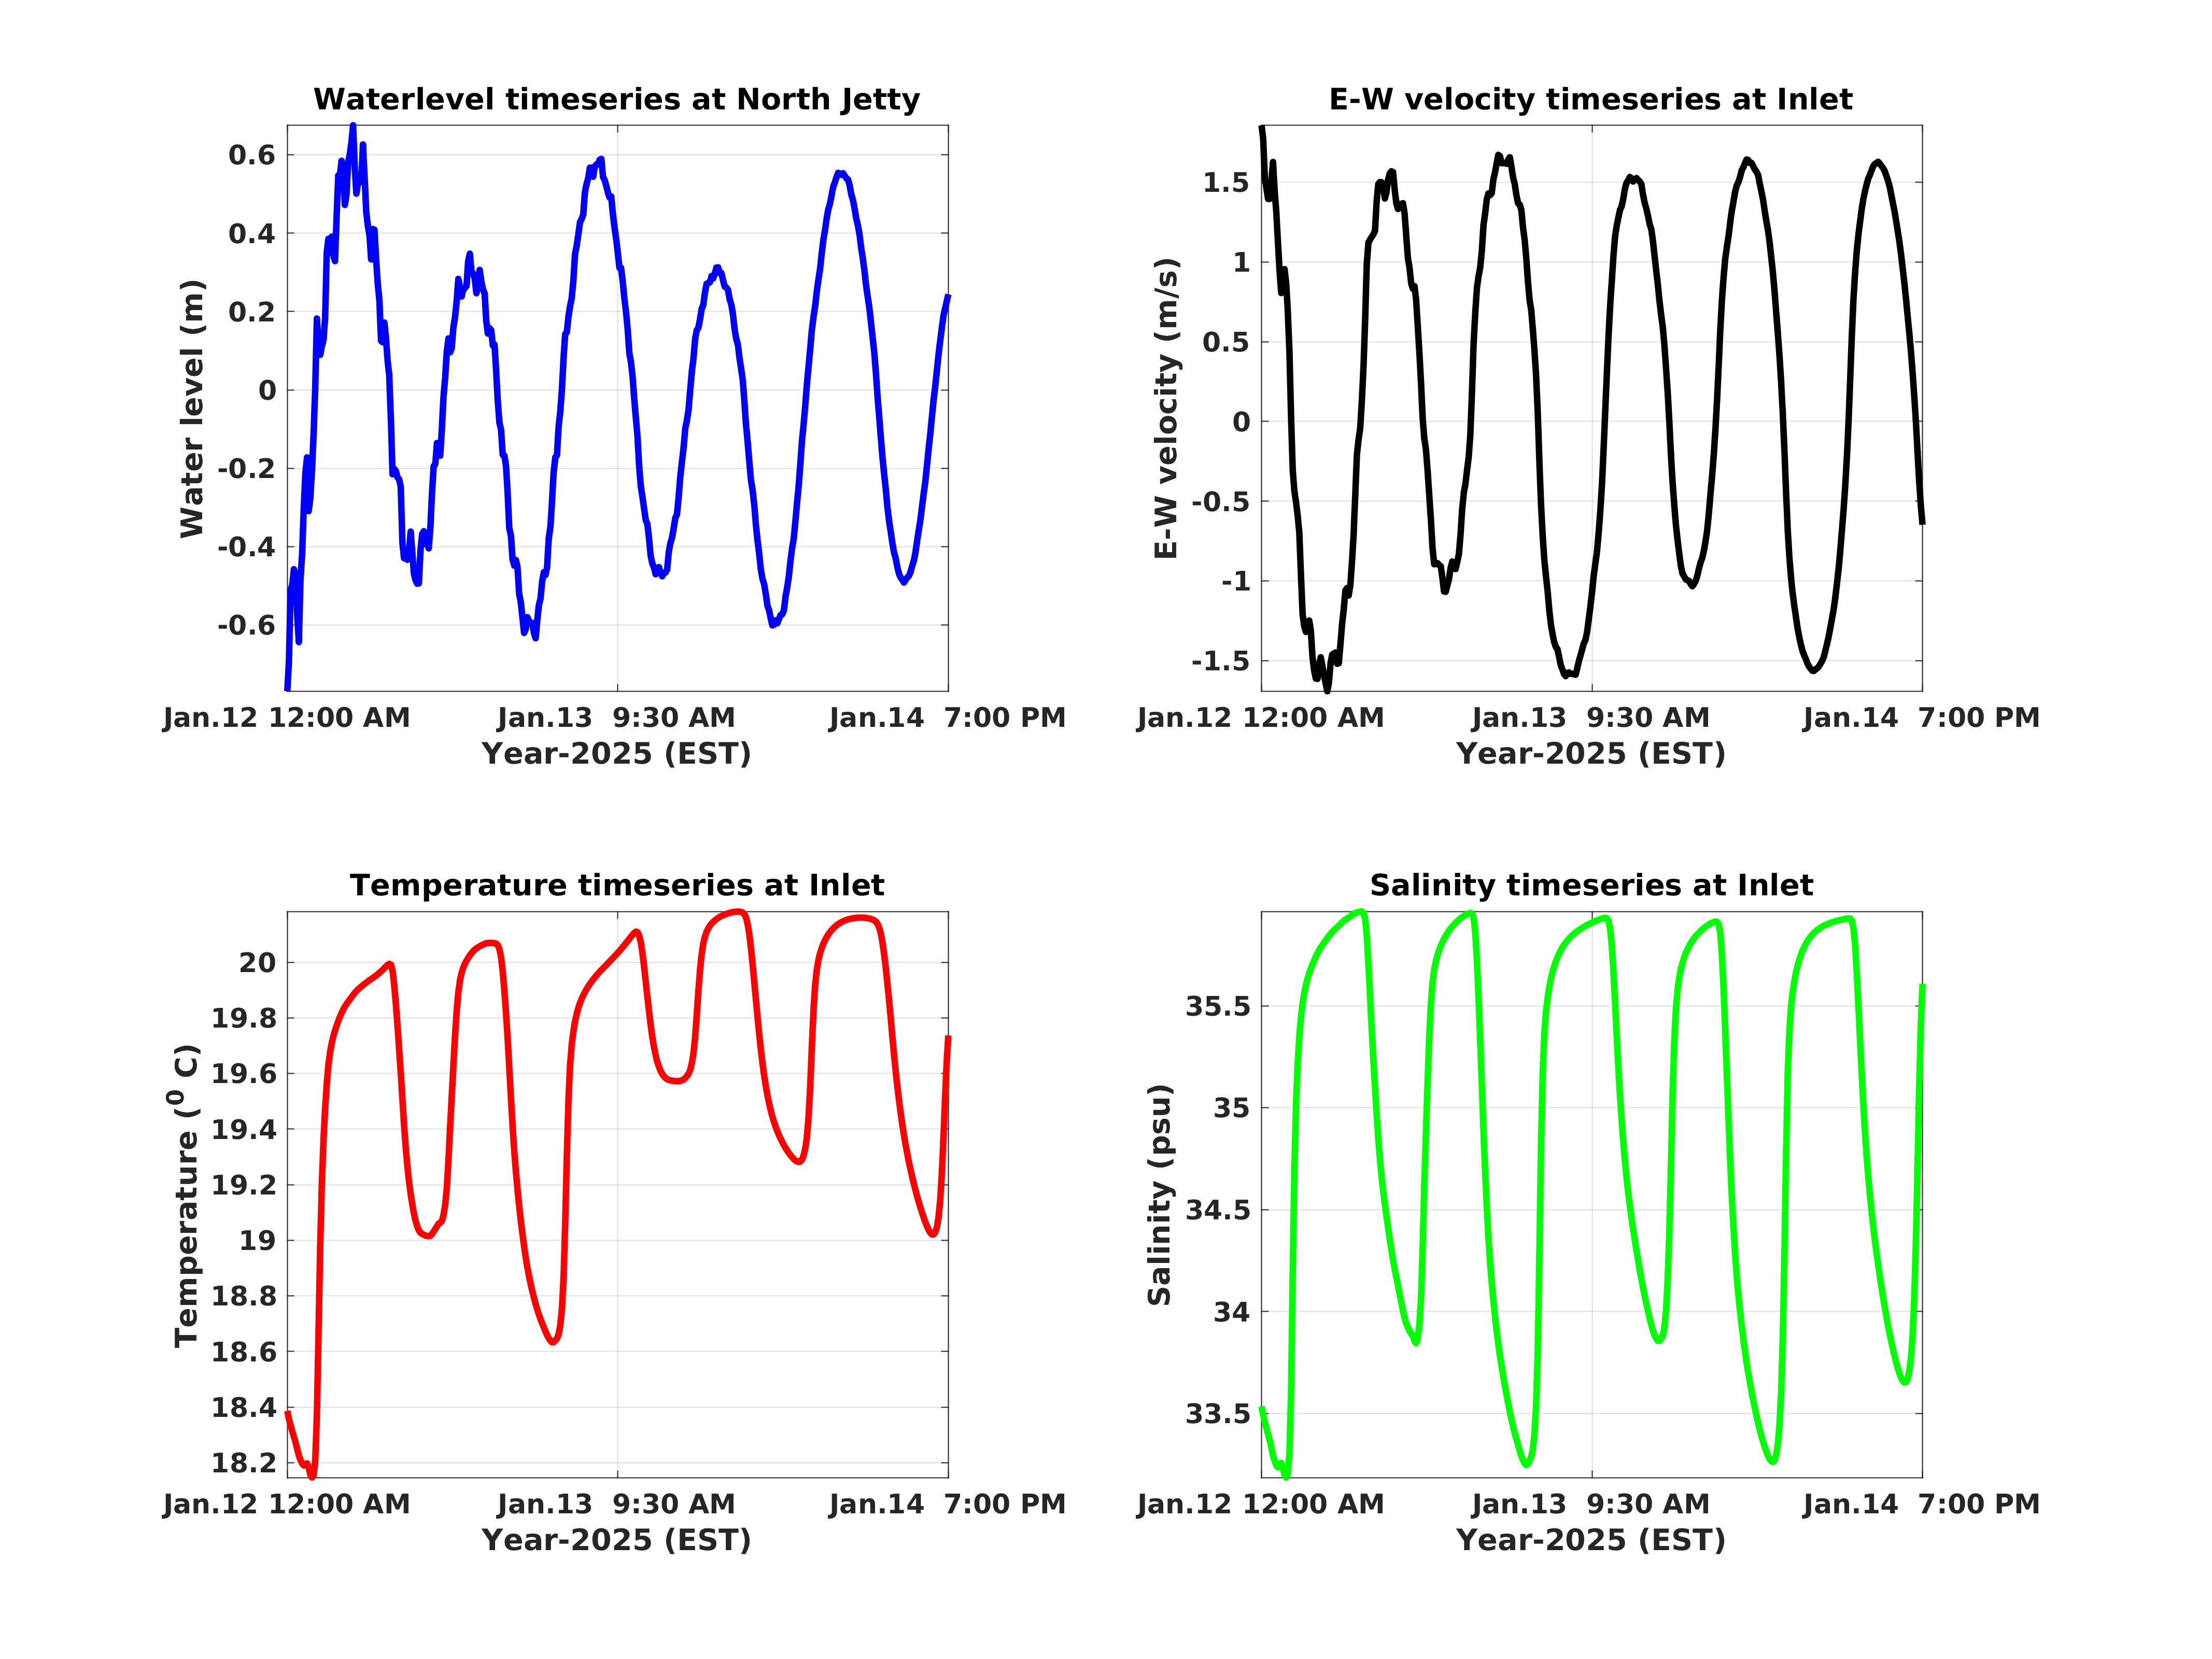 Waterlevel timeseries at North Jetty
0.6
0.4
0.2
0
-0.2
-0.4
-0.6
Water level (m)
Jan.12 12:00 AM
Jan.13  9:30 AM
Jan.14  7:00 PM
Year-2025 (EST)
E-W velocity timeseries at Inlet
1.5
1
0.5
0
-0.5
-1
-1.5
E-W velocity (m/s)
Jan.12 12:00 AM
Jan.13  9:30 AM
Jan.14  7:00 PM
Year-2025 (EST)
Temperature timeseries at Inlet
20
19.8
19.6
19.4
19.2
19
18.8
18.6
18.4
18.2
Temperature (⁰ C)
Jan.12 12:00 AM
Jan.13  9:30 AM
Jan.14  7:00 PM
Year-2025 (EST)
Salinity timeseries at Inlet
35.5
35
34.5
34
33.5
Salinity (psu)
Jan.12 12:00 AM
Jan.13  9:30 AM
Jan.14  7:00 PM
Year-2025 (EST)